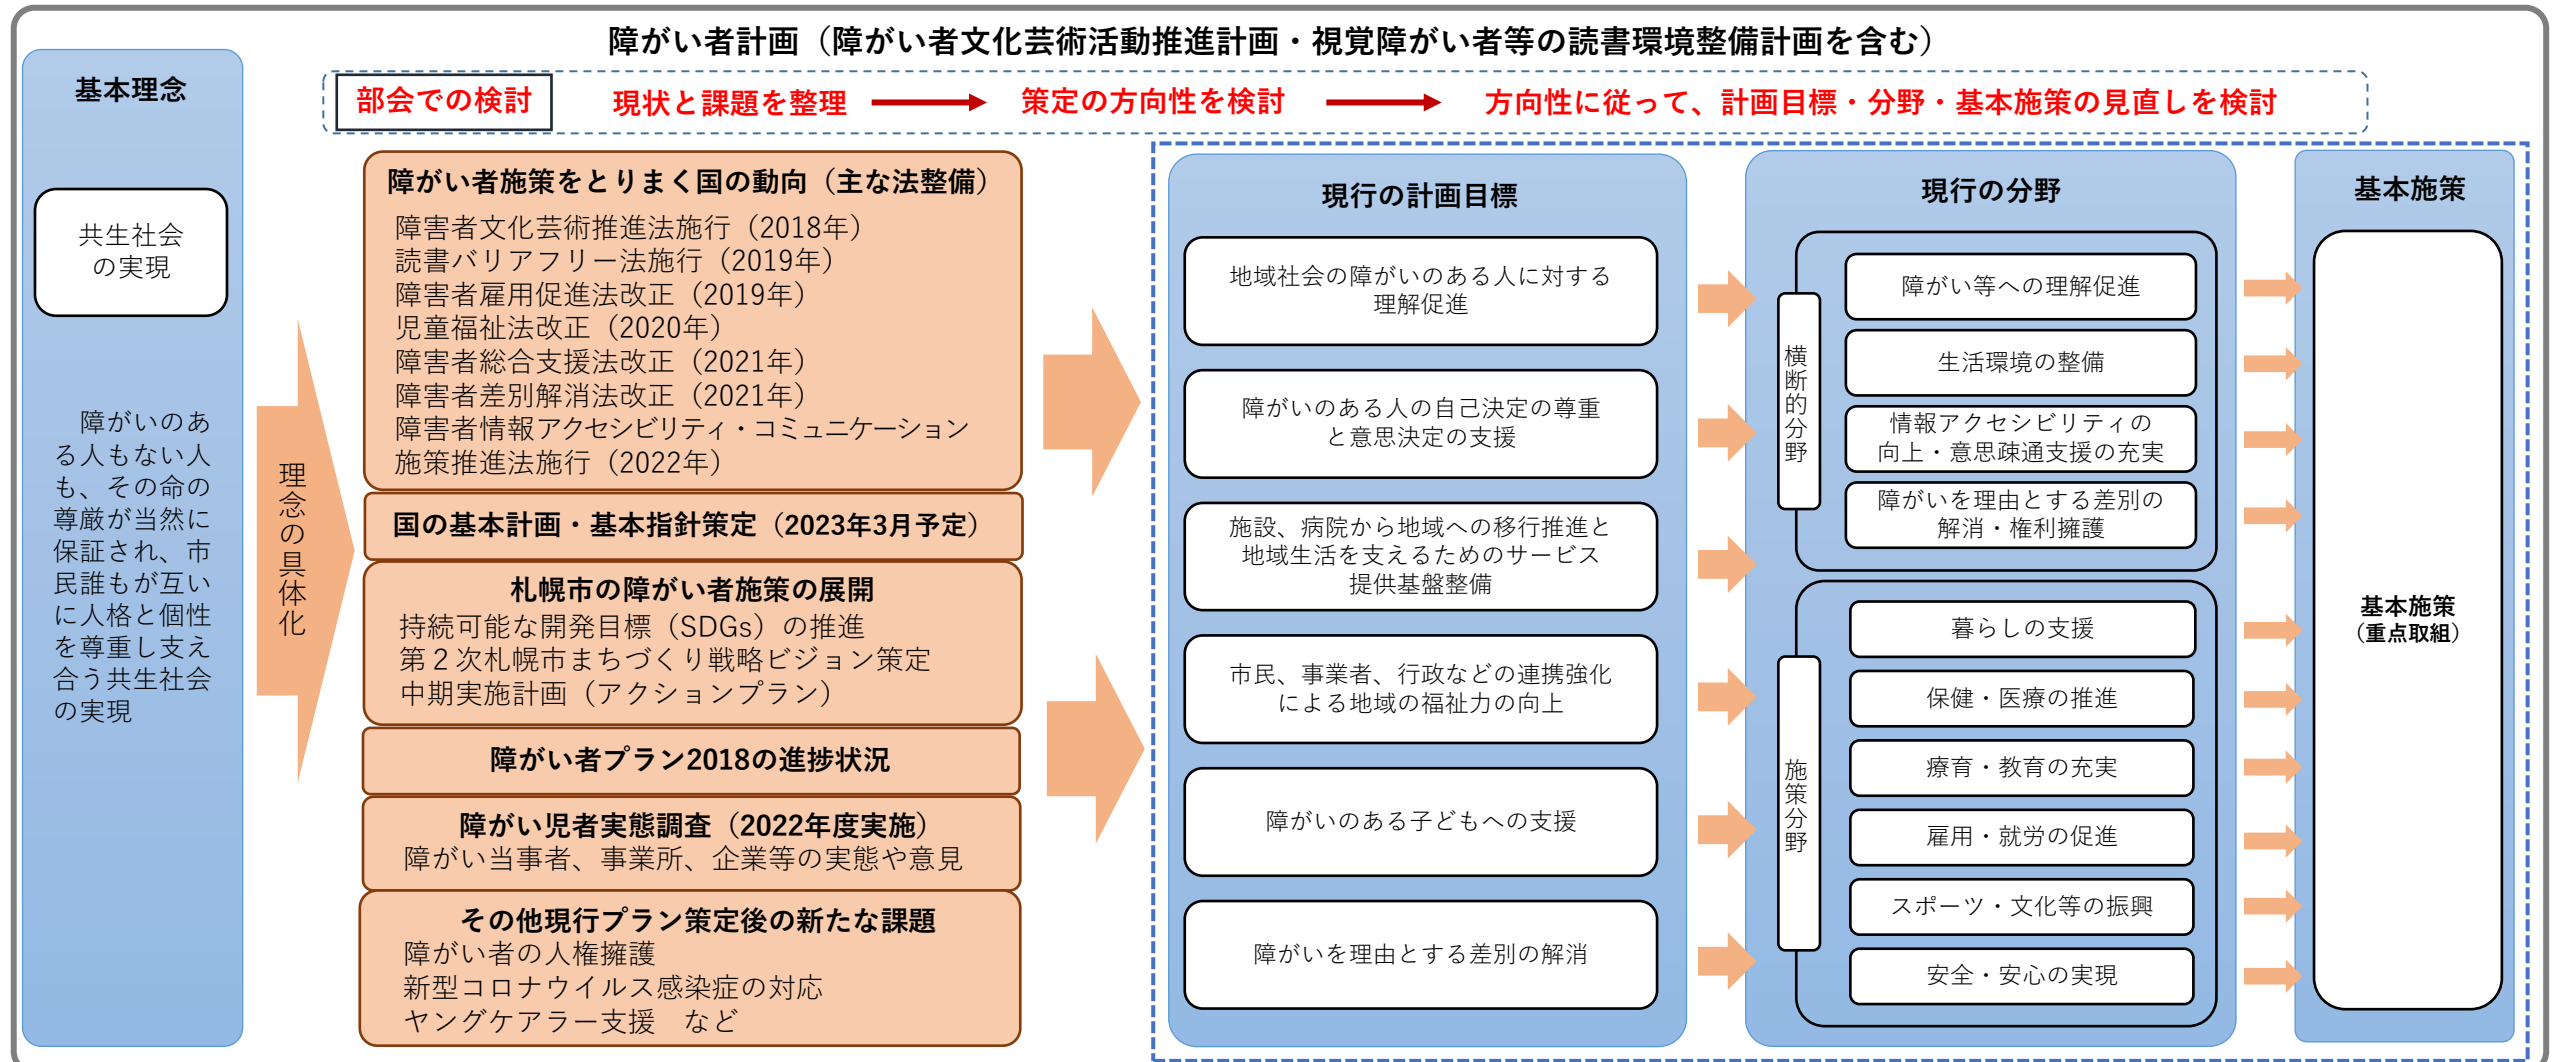 障がい者計画（障がい者文化芸術活動推進計画・視覚障がい者等の読書環境整備計画を含む）
部会での検討
現状と課題を整理
策定の方向性を検討
方向性に従って、計画目標・分野・基本施策の見直しを検討
基本理念
共生社会
の実現
障がいのあ
る人もない人
も、その命の
尊厳が当然に
保証され、市
民誰もが互い
に人格と個性
を尊重し支え
合う共生社会
の実現
理念の具体化
障がい者施策をとりまく国の動向（主な法整備）
障害者文化芸術推進法施行（2018年）
読書バリアフリー法施行（2019年）
障害者雇用促進法改正（2019年）
児童福祉法改正（2020年）
障害者総合支援法改正（2021年）
障害者差別解消法改正（2021年）
障害者情報アクセシビリティ・コミュニケーション
施策推進法施行（2022年）
国の基本計画・基本指針策定（2023年3月予定）
札幌市の障がい者施策の展開
持続可能な開発目標（SDGs）の推進
第２次札幌市まちづくり戦略ビジョン策定
中期実施計画（アクションプラン）
障がい者プラン2018の進捗状況
障がい児者実態調査（2022年度実施）
障がい当事者、事業所、企業等の実態や意見
その他現行プラン策定後の新たな課題
障がい者の人権擁護
新型コロナウイルス感染症の対応
ヤングケアラー支援　など
現行の計画目標
地域社会の障がいのある人に対する
理解促進
障がいのある人の自己決定の尊重
と意思決定の支援
施設、病院から地域への移行推進と
地域生活を支えるためのサービス
提供基盤整備
市民、事業者、行政などの連携強化
による地域の福祉力の向上
障がいのある子どもへの支援
障がいを理由とする差別の解消
現行の分野
横断的分野
障がい等への理解促進
生活環境の整備
情報アクセシビリティの
向上・意思疎通支援の充実
障がいを理由とする差別の
解消・権利擁護
施策分野
暮らしの支援
保健・医療の推進
療育・教育の充実
雇用・就労の促進
スポーツ・文化等の振興
安全・安心の実現
基本施策
基本施策
（重点取組）